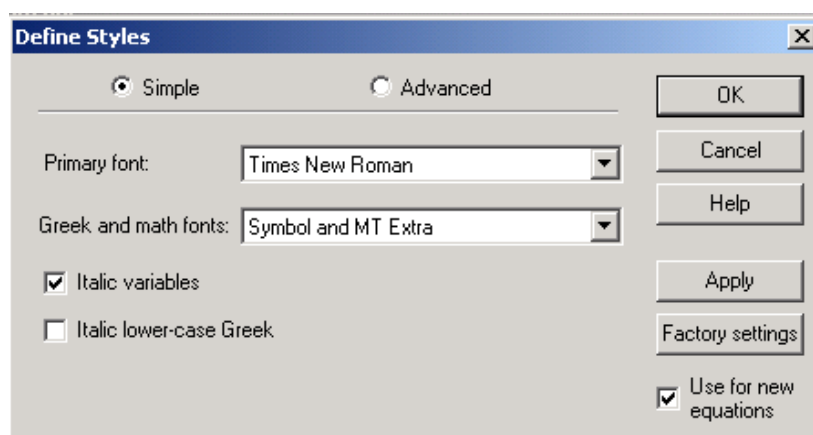 Define Styles
Simple
Advanced
OK
Primary font:
Times New Roman
Cancel
Help
Greek and math fonts:
Symbol and MT Extra
Italic variables
Apply
Italic lower-case Greek
Factory settings
Use for new
equations